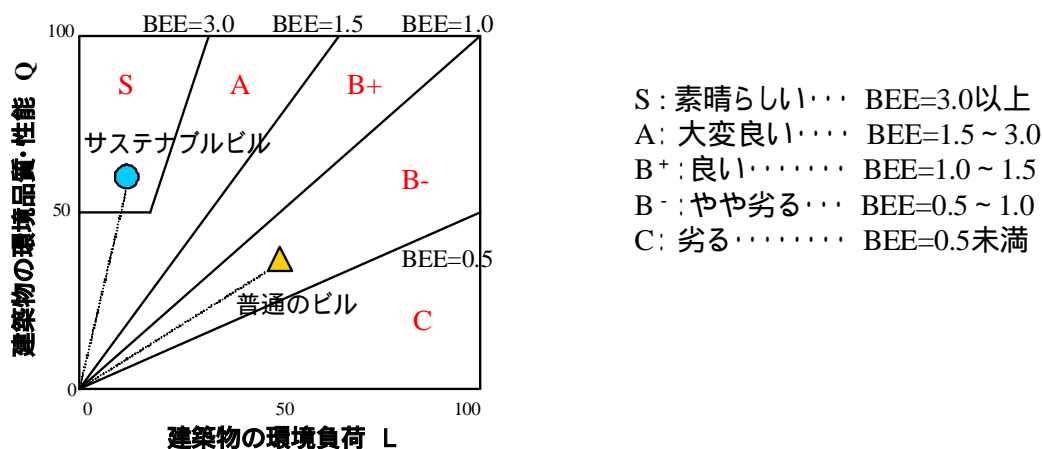 BEE=3.0 BEE=1.5 BEE=1.0
100
S A B+
サステナブルビル
B-
50
BEE=0.5
普通のビル
C
0
0 50 100
建築物の環境品質・性能 Q
建築物の環境負荷 L
S:素晴らしい・・・ BEE=3.0以上
A:大変良い・・・・ BEE=1.5~3.0
B+:良い・・・・・・・ BEE=1.0~1.5
B-:やや劣る・・・ BEE=0.5~1.0
C:劣る・・・・・・・・ BEE=0.5未満